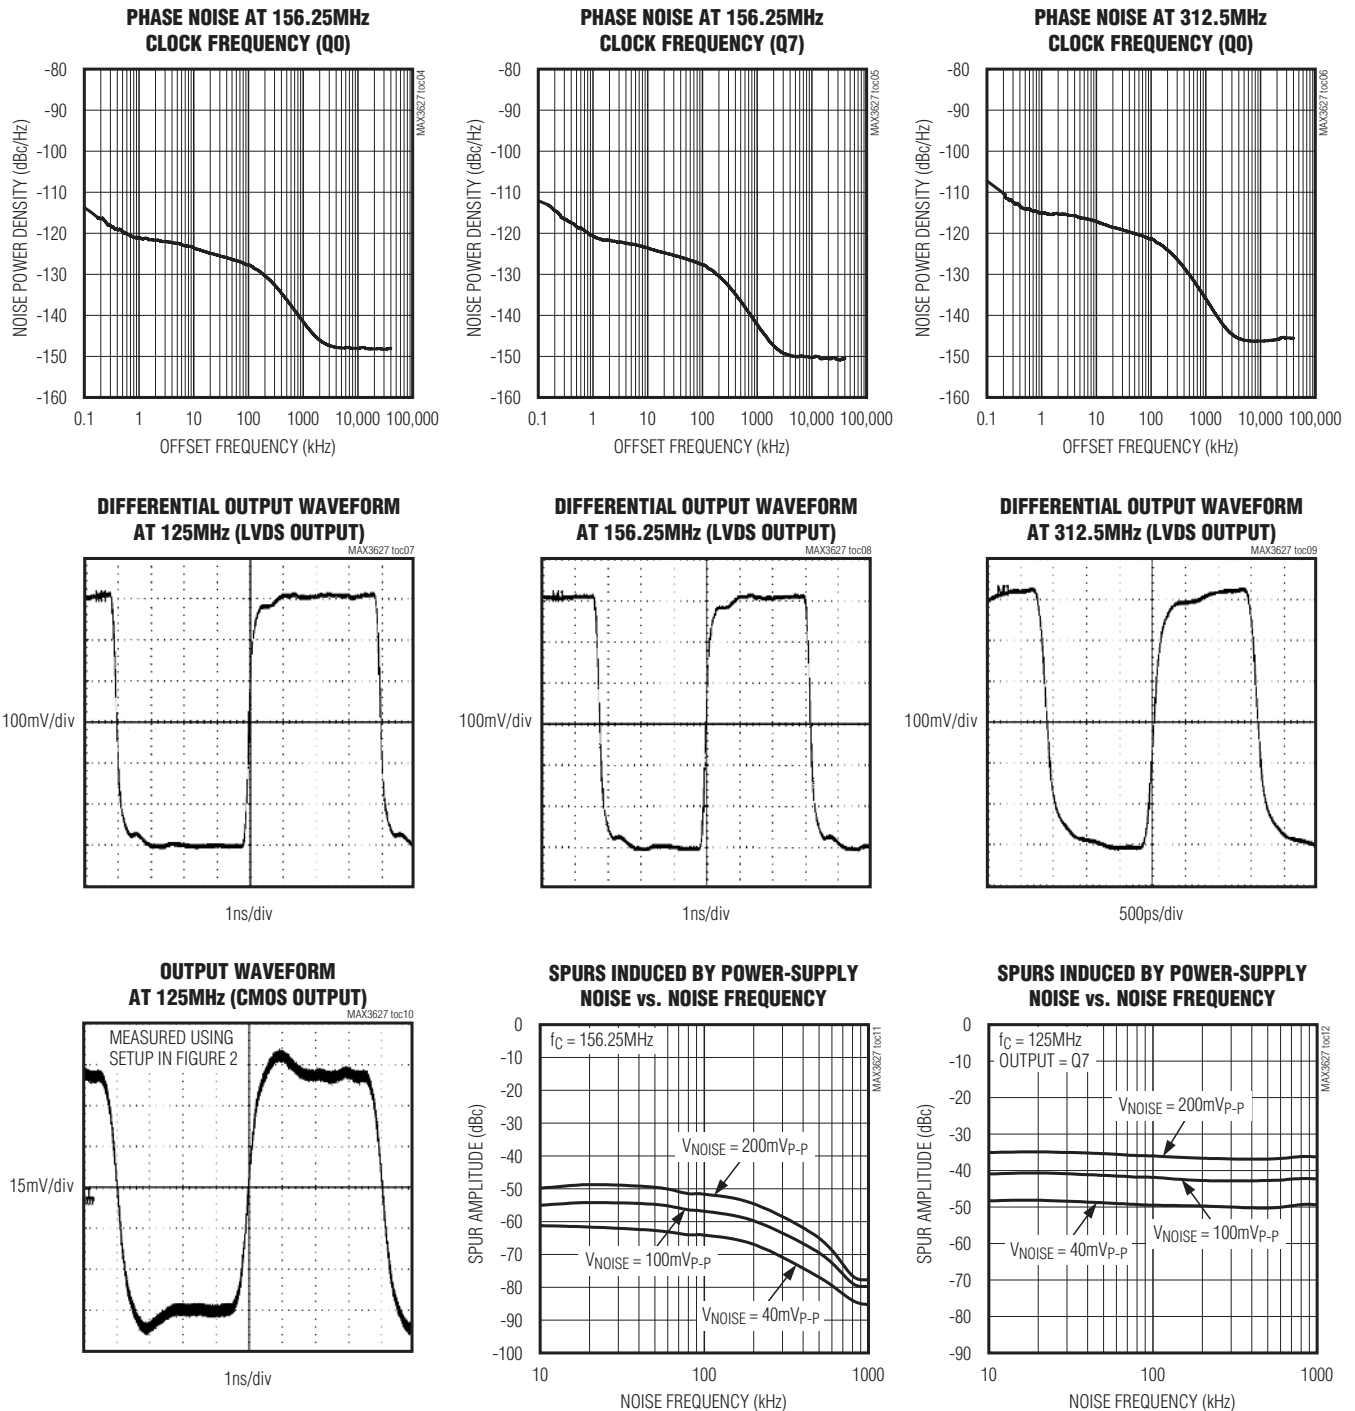 PHASE NOISE AT 156.25MHz
CLOCK FREQUENCY (Q0)
MAX3627 toc04
NOISE POWER DENSITY (dBc/Hz)
-80
-90
-100
-110
-120
-130
-140
-150
-160
0.1 1 10 100 1000 10,000 100,000
OFFSET FREQUENCY (kHz)
PHASE NOISE AT 156.25MHz
CLOCK FREQUENCY (Q7)
MAX3627 toc05
NOISE POWER DENSITY (dBc/Hz)
-80
-90
-100
-110
-120
-130
-140
-150
-160
0.1 1 10 100 1000 10,000 100,000
OFFSET FREQUENCY (kHz)
PHASE NOISE AT 312.5MHz
CLOCK FREQUENCY (Q0)
MAX3627 toc06
NOISE POWER DENSITY (dBc/Hz)
-80
-90
-100
-110
-120
-130
-140
-150
-160
0.1 1 10 100 1000 10,000 100,000
OFFSET FREQUENCY (kHz)
DIFFERENTIAL OUTPUT WAVEFORM
AT 125MHz (LVDS OUTPUT)
MAX3627 toc07
100mV/div
1ns/div
DIFFERENTIAL OUTPUT WAVEFORM
AT 156.25MHz (LVDS OUTPUT)
MAX3627 toc08
100mV/div
1ns/div
DIFFERENTIAL OUTPUT WAVEFORM
AT 312.5MHz (LVDS OUTPUT)
MAX3627 toc09
100mV/div
500ps/div
OUTPUT WAVEFORM
AT 125MHz (CMOS OUTPUT)
MAX3627 toc10
MEASURED USING
SETUP IN FIGURE 2
15mV/div
1ns/div
SPURS INDUCED BY POWER-SUPPLY
NOISE vs. NOISE FREQUENCY
MAX3627 toc11
fC = 156.25MHz
VNOISE = 200mVP-P
VNOISE = 100mVP-P
VNOISE = 40mVP-P
SPUR AMPLITUDE (dBc)
0
-10
-20
-30
-40
-50
-60
-70
-80
-90
-100
10 100 1000
NOISE FREQUENCY (kHz)
SPURS INDUCED BY POWER-SUPPLY
NOISE vs. NOISE FREQUENCY
MAX3627 toc12
fC = 125MHz
OUTPUT = Q7
VNOISE = 200mVP-P
VNOISE = 100mVP-P
VNOISE = 40mVP-P
SPUR AMPLITUDE (dBc)
0
-10
-20
-30
-40
-50
-60
-70
-80
-90
10 100 1000
NOISE FREQUENCY (kHz)